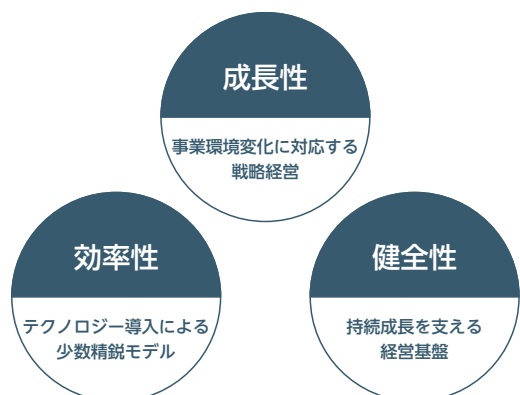 成長性
事業環境変化に対応する
戦略経営
効率性
テクノロジー導入による
少数精鋭モデル
健全性
持続成長を支える
経営基盤